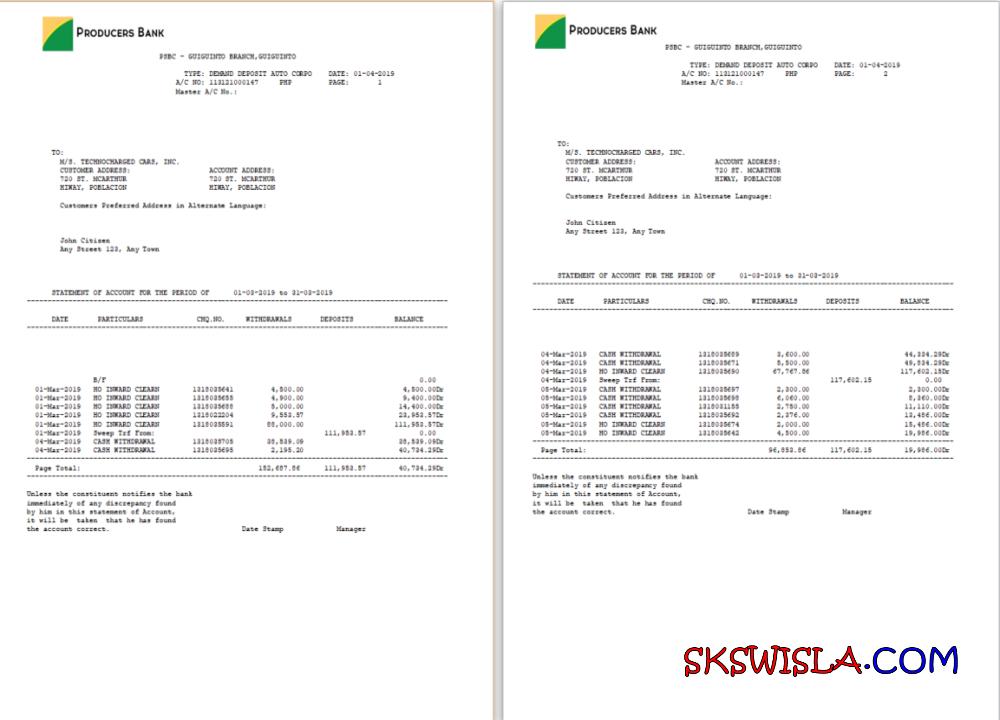 PRODUCERS BANK
PSBC - GUIGUINTO BRANCH,GUIGUINTO
TYPE: DEMAND DEPOSIT AUTO CORPO DATE: 01-04-2019
A/C NO: 113121000147 PHP PAGE: 1
Master A/C No.:
TO:
M/S. TECHNOCHARGED CARS, INC.
CUSTOMER ADDRESS: ACCOUNT ADDRESS:
720 ST. MCARTHUR 720 ST. MCARTHUR
HIWAY, POBLACION HIWAY, POBLACION
Customers Preferred Address in Alternate Language:
John Citizen
Any Street 123, Any Town
STATEMENT OF ACCOUNT FOR THE PERIOD OF 01-03-2019 to 31-03-2019
DATE PARTICULARS CHQ.NO. WITHDRAWALS DEPOSITS BALANCE
B/F 0.00
01-Mar-2019 HO INWARD CLEARN 1318035641 4,500.00 4,500.00Dr
01-Mar-2019 HO INWARD CLEARN 1318035655 4,900.00 9,400.00Dr
01-Mar-2019 HO INWARD CLEARN 1318035688 5,000.00 14,400.00Dr
01-Mar-2019 HO INWARD CLEARN 1318022204 9,553.57 23,953.57Dr
01-Mar-2019 HO INWARD CLEARN 1318035591 88,000.00 111,953.57Dr
01-Mar-2019 Sweep Trf From: 111,953.57 0.00
04-Mar-2019 CASH WITHDRAWAL 1318035705 38,539.09 38,539.09Dr
04-Mar-2019 CASH WITHDRAWAL 1318035695 2,195.20 40,734.29Dr
Page Total: 152,687.86 111,953.57 40,734.29Dr
Unless the constituent notifies the bank
immediately of any discrepancy found
by him in this statement of Account,
it will be taken that he has found
the account correct. Date Stamp Manager
PRODUCERS BANK
PSBC - GUIGUINTO BRANCH,GUIGUINTO
TYPE: DEMAND DEPOSIT AUTO CORPO DATE: 01-04-2019
A/C NO: 113121000147 PHP PAGE: 2
Master A/C No.:
TO:
M/S. TECHNOCHARGED CARS, INC.
CUSTOMER ADDRESS: ACCOUNT ADDRESS:
720 ST. MCARTHUR 720 ST. MCARTHUR
HIWAY, POBLACION HIWAY, POBLACION
Customers Preferred Address in Alternate Language:
John Citizen
Any Street 123, Any Town
STATEMENT OF ACCOUNT FOR THE PERIOD OF 01-03-2019 to 31-03-2019
DATE PARTICULARS CHQ.NO. WITHDRAWALS DEPOSITS BALANCE
04-Mar-2019 CASH WITHDRAWAL 1318035689 3,600.00 44,334.29Dr
04-Mar-2019 CASH WITHDRAWAL 1318035671 5,500.00 49,834.29Dr
04-Mar-2019 HO INWARD CLEARN 1318035690 67,767.86 117,602.15Dr
04-Mar-2019 Sweep Trf From: 117,602.15 0.00
05-Mar-2019 CASH WITHDRAWAL 1318035697 2,300.00 2,300.00Dr
05-Mar-2019 CASH WITHDRAWAL 1318035698 6,060.00 8,360.00Dr
05-Mar-2019 CASH WITHDRAWAL 1318031185 2,750.00 11,110.00Dr
05-Mar-2019 CASH WITHDRAWAL 1318035692 2,376.00 13,486.00Dr
05-Mar-2019 HO INWARD CLEARN 1318035674 2,000.00 15,486.00Dr
05-Mar-2019 HO INWARD CLEARN 1318035642 4,500.00 19,986.00Dr
Page Total: 96,853.86 117,602.15 19,986.00Dr
Unless the constituent notifies the bank
immediately of any discrepancy found
by him in this statement of Account,
it will be taken that he has found
the account correct. Date Stamp Manager
SKSWISLA.COM